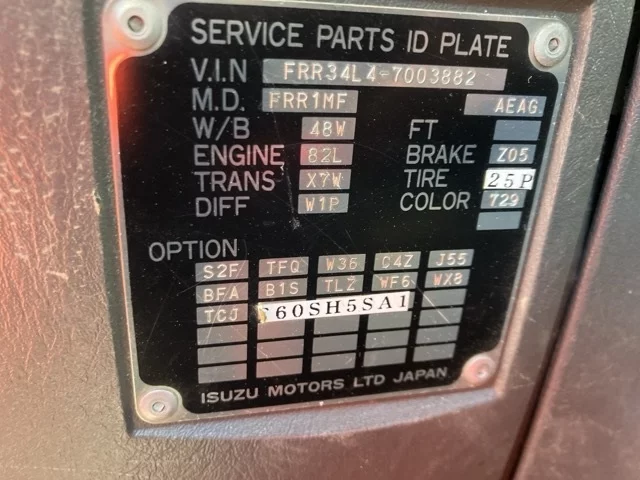 SERVICE PARTS ID PLATE
V.I.N FRR34L4-7003882
M.D. FRR1MF AEAG
W/B 48W FT
ENGINE 82L BRAKE Z05
TRANS X7W TIRE 25P
DIFF W1P COLOR 729
OPTION
S2F TFQ W36 C4Z J55
BFA B1S TLZ WF6 WX8
TCJ 60SH5SA1
ISUZU MOTORS LTD JAPAN